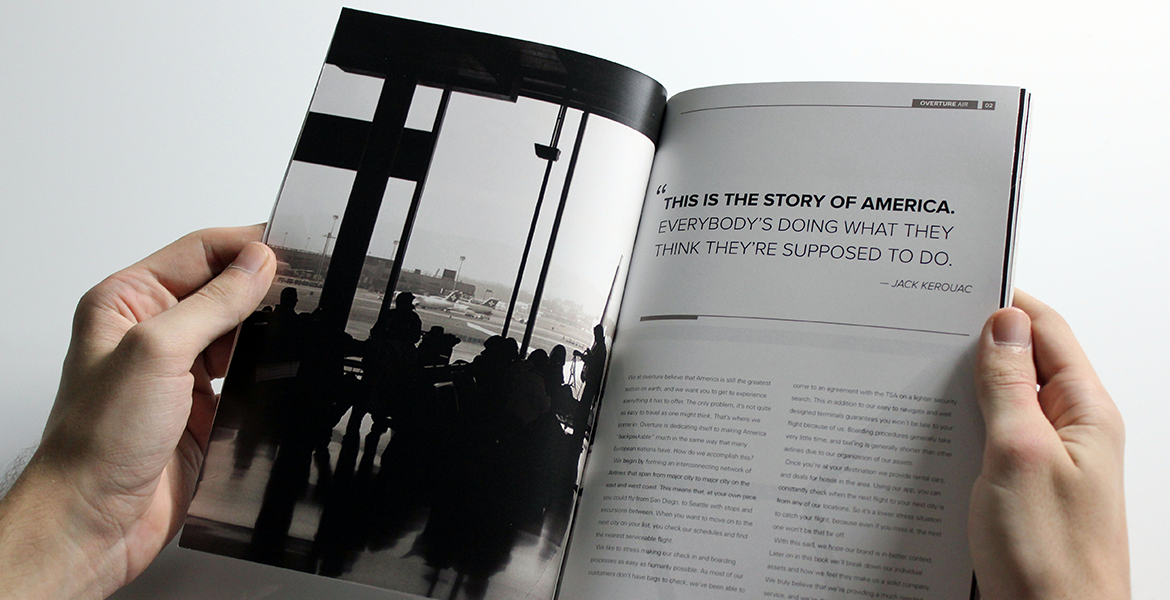 OVERTURE AIR 02
“THIS IS THE STORY OF AMERICA.
EVERYBODY’S DOING WHAT THEY
THINK THEY’RE SUPPOSED TO DO.
— JACK KEROUAC
We at overture believe that America is still the greatest
nation on earth, and we want you to get to experience
everything it has to offer. The only problem, it's not quite
as easy to travel as one might think. That's where we
come in. Overture is dedicating itself to making America
"backpackable" much in the same way that many
European nations have. How do we accomplish this?
We begin by forming an interconnecting network of
Airlines that span from major city to major city on the
east and west coast. This means that, at your own pace
you could fly from San Diego, to Seattle with stops and
excursions between. When you want to move on to the
next city on your list, you check our schedules and find
the nearest serviceable flight.
We like to stress making our check in and boarding
processes as easy as humanly possible. As most of our
customers don't have bags to check, we've been able to
come to an agreement with the TSA on a lighter security
search. This in addition to our easy to navigate and well
designed terminals guarantees you won't be late to your
flight because of us. Boarding procedures generally take
very little time, and taxiing is generally shorter than other
airlines due to our organization of our assets.
Once you're at your destination we provide rental cars,
and deals for hotels in the area. Using our app, you can
constantly check when the next flight to your next city is
from any of our locations. So it's a lower stress situation
to catch your flight, because even if you miss it, the next
one won't be that far off.
With this said, we hope our brand is in better context.
Later on in this book we'll break down our individual
assets and how we feel they make us a solid company.
We truly believe that we're providing a much needed
service, and we're